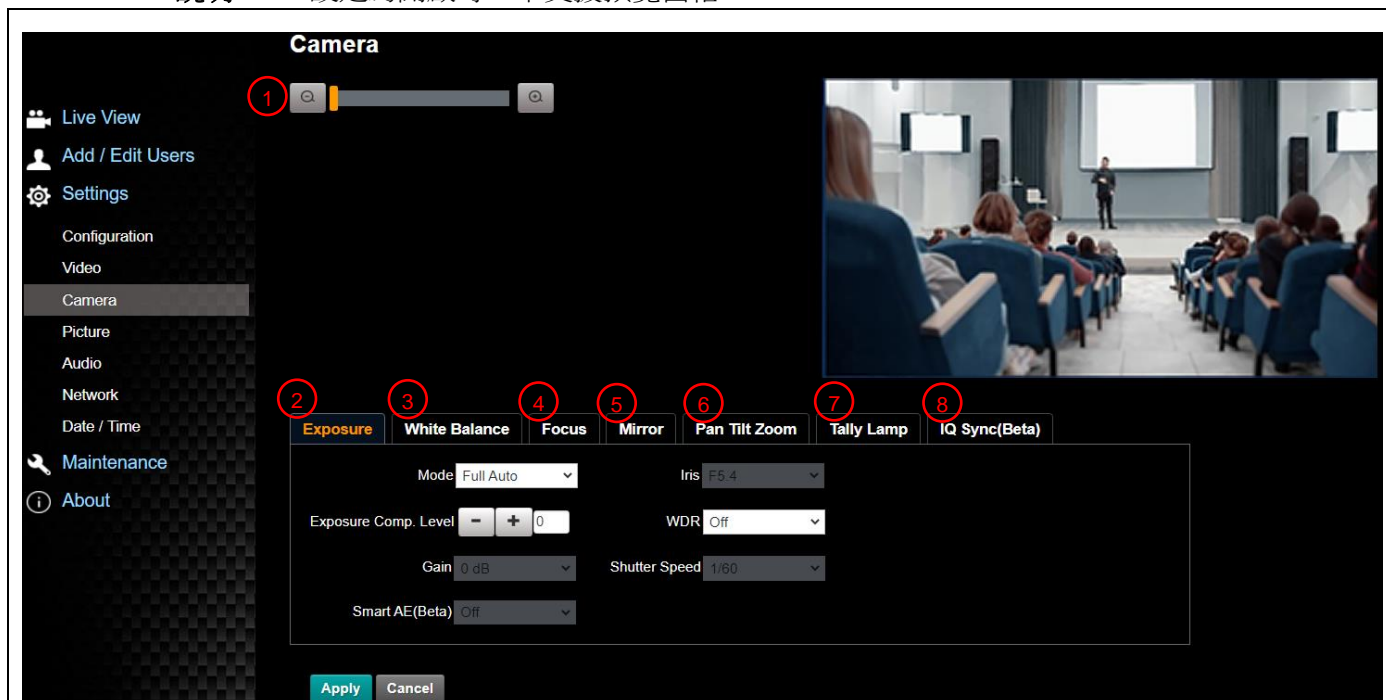 Camera
1
Live View
Add / Edit Users
Settings
Configuration
Video
Camera
Picture
Audio
Network
Date / Time
Maintenance
About
2 3 4 5 6 7 8
Exposure White Balance Focus Mirror Pan Tilt Zoom Tally Lamp IQ Sync(Beta)
Mode Full Auto Iris F5.4
Exposure Comp. Level - + 0 WDR Off
Gain 0 dB Shutter Speed 1/60
Smart AE(Beta) Off
Apply Cancel